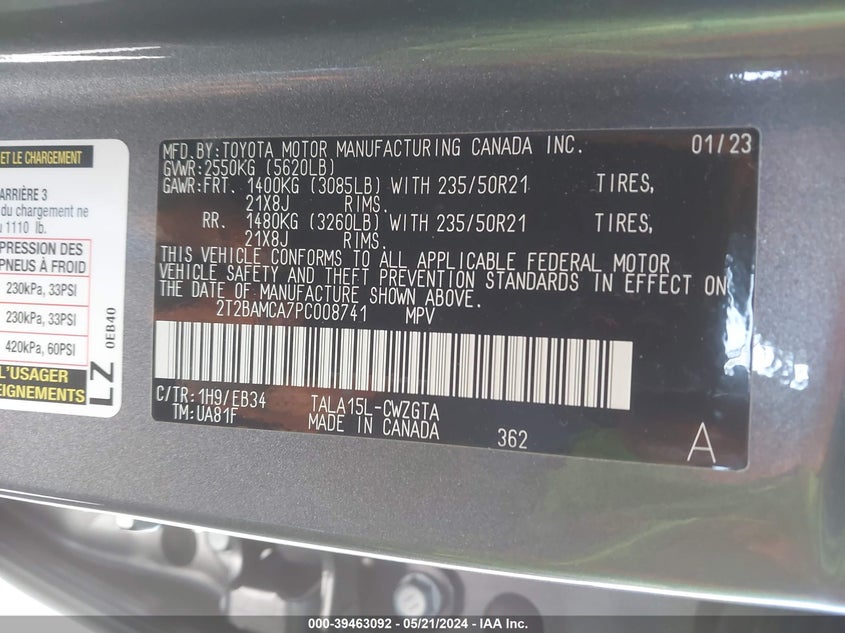 ET LE CHARGEMENT
ARRIÈRE 3
du chargement ne
1110 lb.
PRESSION DES
PNEUS À FROID
230kPa, 33PSI
230kPa, 33PSI
420kPa, 60PSI
L'USAGER
LZ 0EB40
MFD.BY:TOYOTA MOTOR MANUFACTURING CANADA INC. 01/23
GVWR:2550KG (5620LB)
GAWR:FRT. 1400KG (3085LB) WITH 235/50R21 TIRES,
21X8J RIMS.
RR. 1480KG (3260LB) WITH 235/50R21 TIRES,
21X8J RIMS.
THIS VEHICLE CONFORMS TO ALL APPLICABLE FEDERAL MOTOR
VEHICLE SAFETY AND THEFT PREVENTION STANDARDS IN EFFECT ON
THE DATE OF MANUFACTURE SHOWN ABOVE.
2T2BAMCA7PC008741 MPV
C/TR:1H9/EB34 TALA15L-CWZGTA
TM:UA81F MADE IN CANADA 362 A
000-39463092 - 05/21/2024 - IAA Inc.